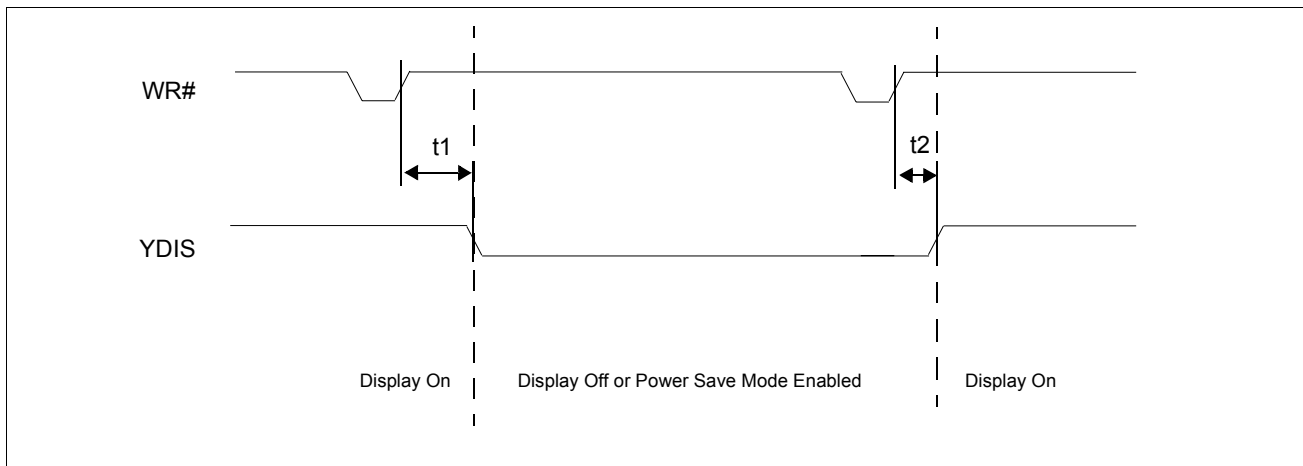 WR#
t1
t2
YDIS
Display On
Display Off or Power Save Mode Enabled
Display On